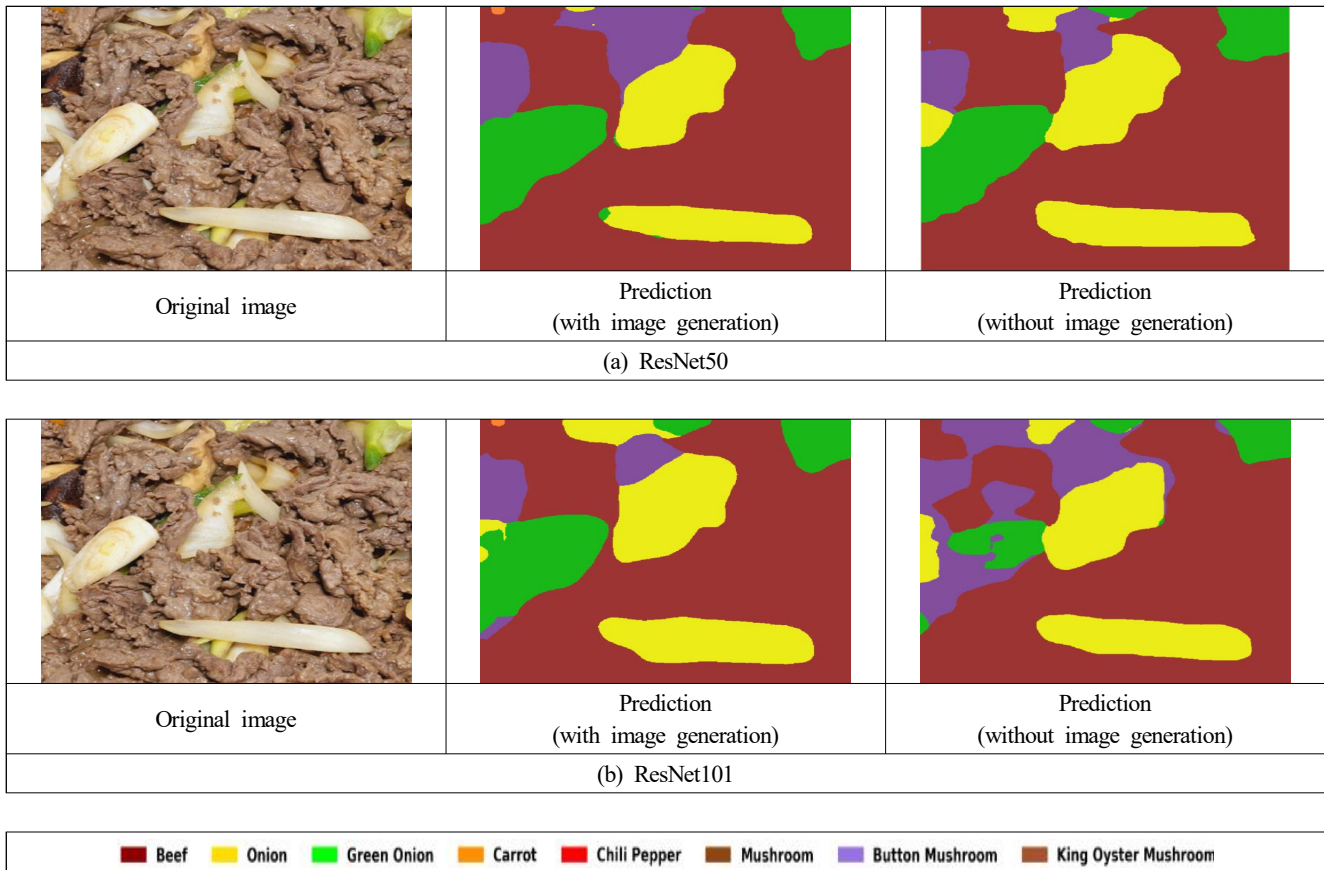 Original image
Prediction
(with image generation)
Prediction
(without image generation)
(a) ResNet50
Original image
Prediction
(with image generation)
Prediction
(without image generation)
(b) ResNet101
Beef Onion Green Onion Carrot Chili Pepper Mushroom Button Mushroom King Oyster Mushroom